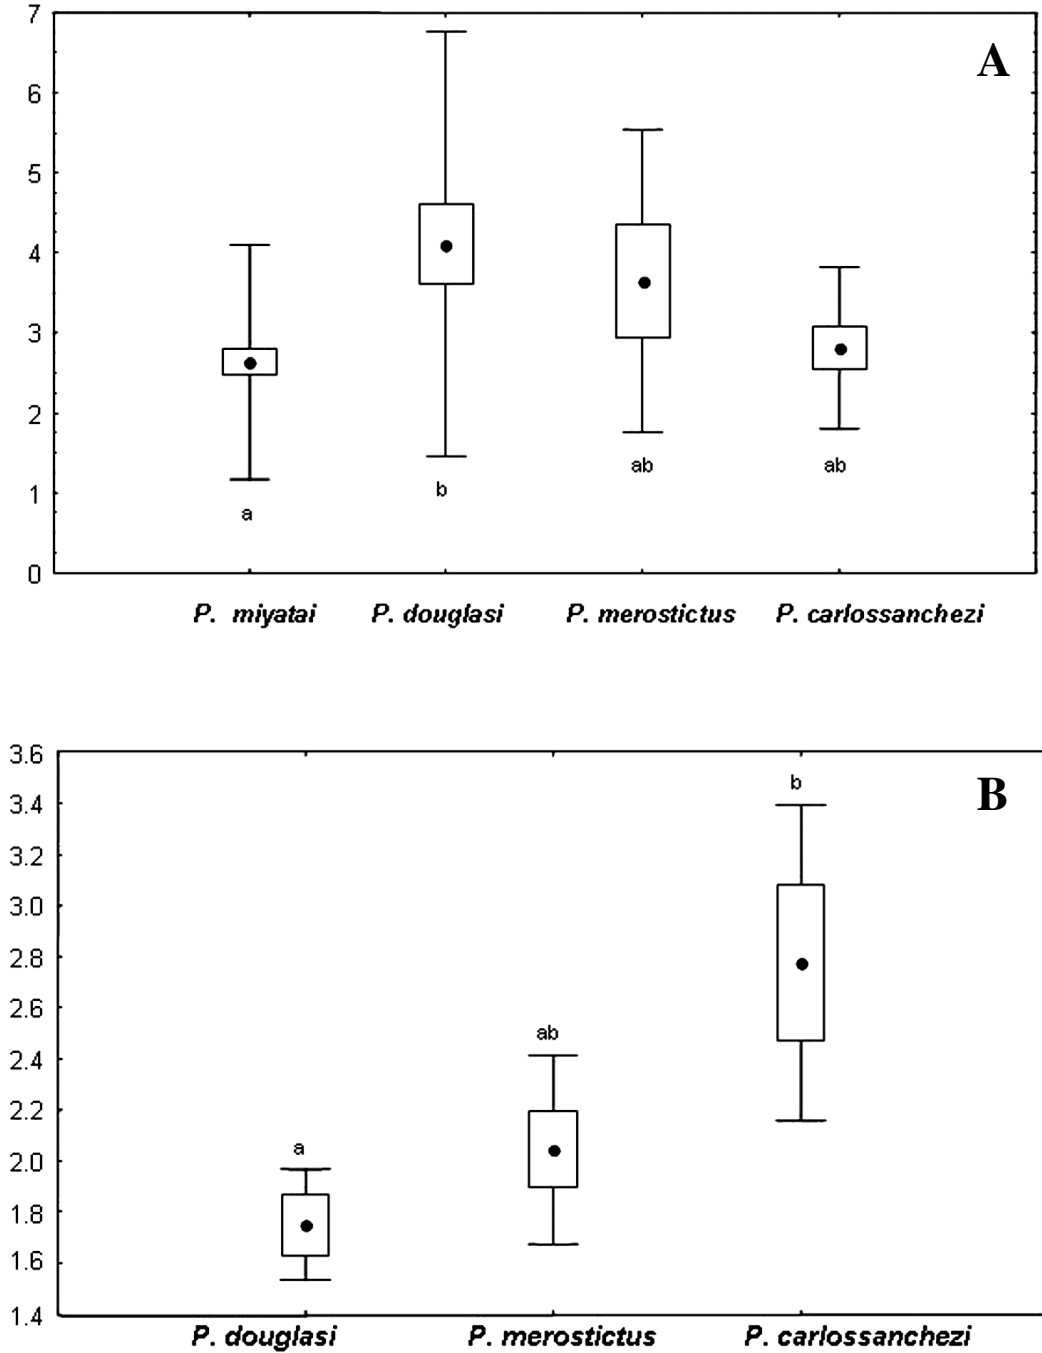 7
A
6
5
4
3
2
1
0
a
b
ab
ab
P. miyatai P. douglasi P. merostictus P. carlossanchezi
3.6
B
3.4
3.2
3.0
2.8
2.6
2.4
2.2
2.0
1.8
1.6
1.4
b
ab
a
P. douglasi P. merostictus P. carlossanchezi